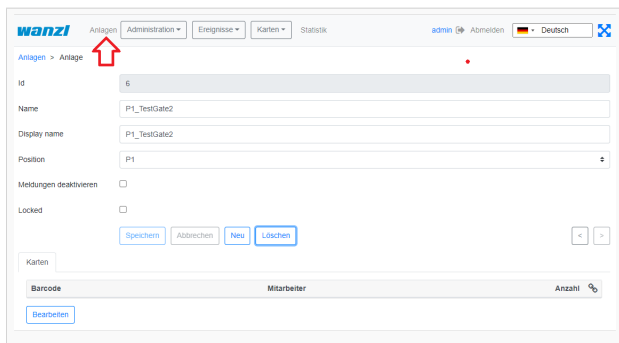 wanzl Anlagen Administration Ereignisse Karten Statistik admin Abmelden Deutsch
Anlagen > Anlage
Id 6
Name P1_TestGate2
Display name P1_TestGate2
Position P1
Meldungen deaktivieren
Locked
Speichern Abbrechen Neu Löschen < >
Karten
Barcode Mitarbeiter Anzahl
Bearbeiten